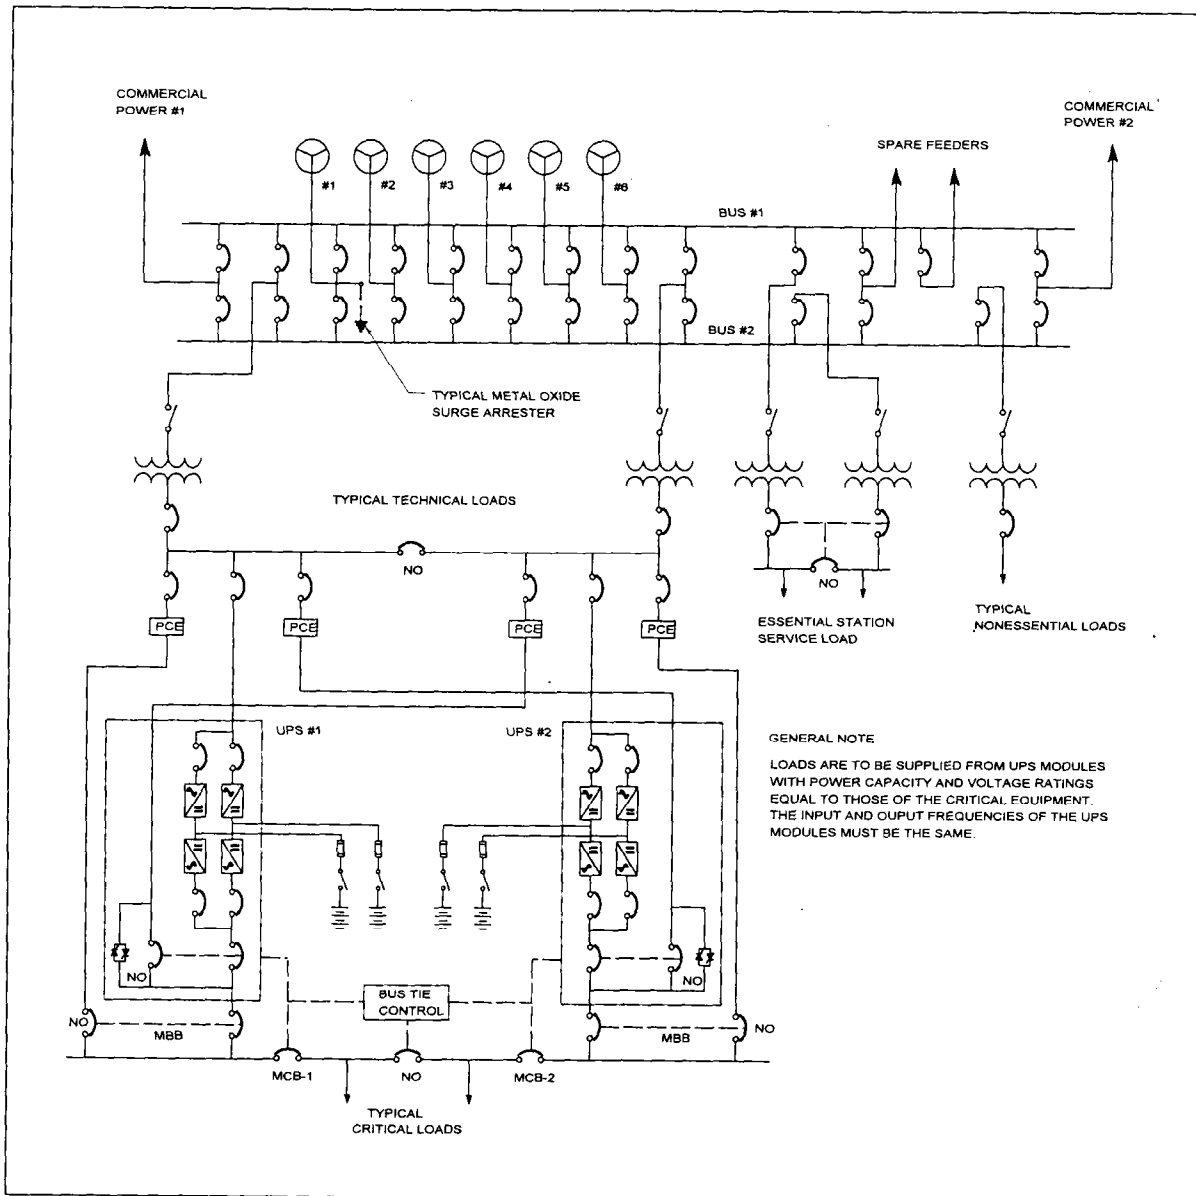 COMMERCIAL
POWER #1
COMMERCIAL
POWER #2
SPARE FEEDERS
#1
#2
#3
#4
#5
#6
BUS #1
BUS #2
TYPICAL METAL OXIDE
SURGE ARRESTER
TYPICAL TECHNICAL LOADS
NO
NO
PCE
PCE
PCE
PCE
ESSENTIAL STATION
SERVICE LOAD
TYPICAL
NONESSENTIAL LOADS
UPS #1
UPS #2
GENERAL NOTE
LOADS ARE TO BE SUPPLIED FROM UPS MODULES
WITH POWER CAPACITY AND VOLTAGE RATINGS
EQUAL TO THOSE OF THE CRITICAL EQUIPMENT.
THE INPUT AND OUPUT FREQUENCIES OF THE UPS
MODULES MUST BE THE SAME.
NO
NO
BUS TIE
CONTROL
NO
MBB
MBB
NO
MCB-1
NO
MCB-2
TYPICAL
CRITICAL LOADS